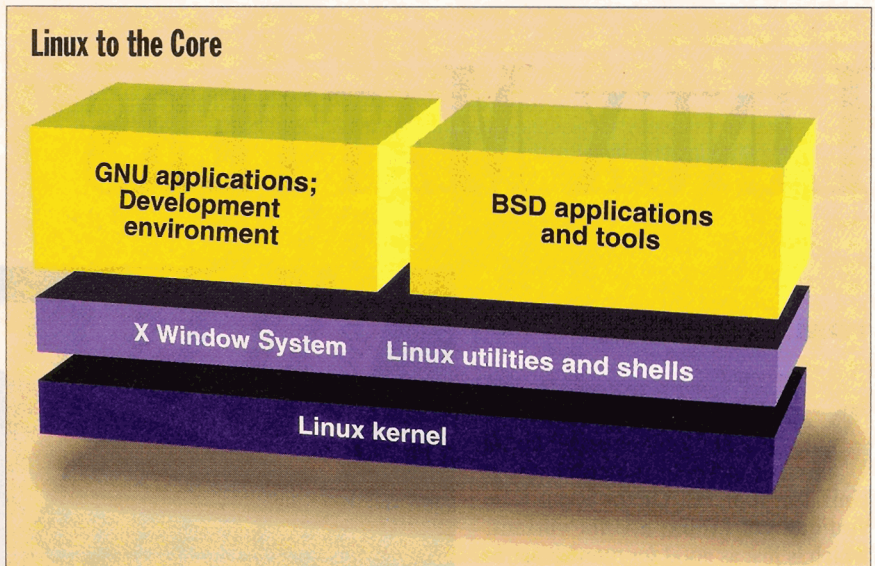 Linux to the Core
GNU applications;
Development
environment
BSD applications
and tools
X Window System
Linux utilities and shells
Linux kernel